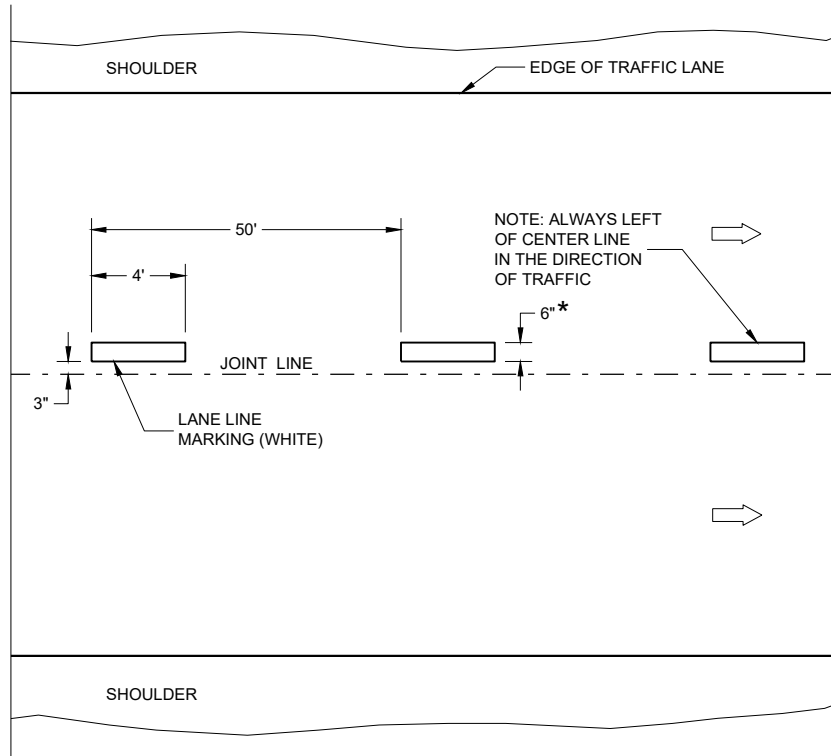 SHOULDER
EDGE OF TRAFFIC LANE
50'
NOTE: ALWAYS LEFT
OF CENTER LINE
IN THE DIRECTION
OF TRAFFIC
4'
6"*
JOINT LINE
3"
LANE LINE
MARKING (WHITE)
SHOULDER